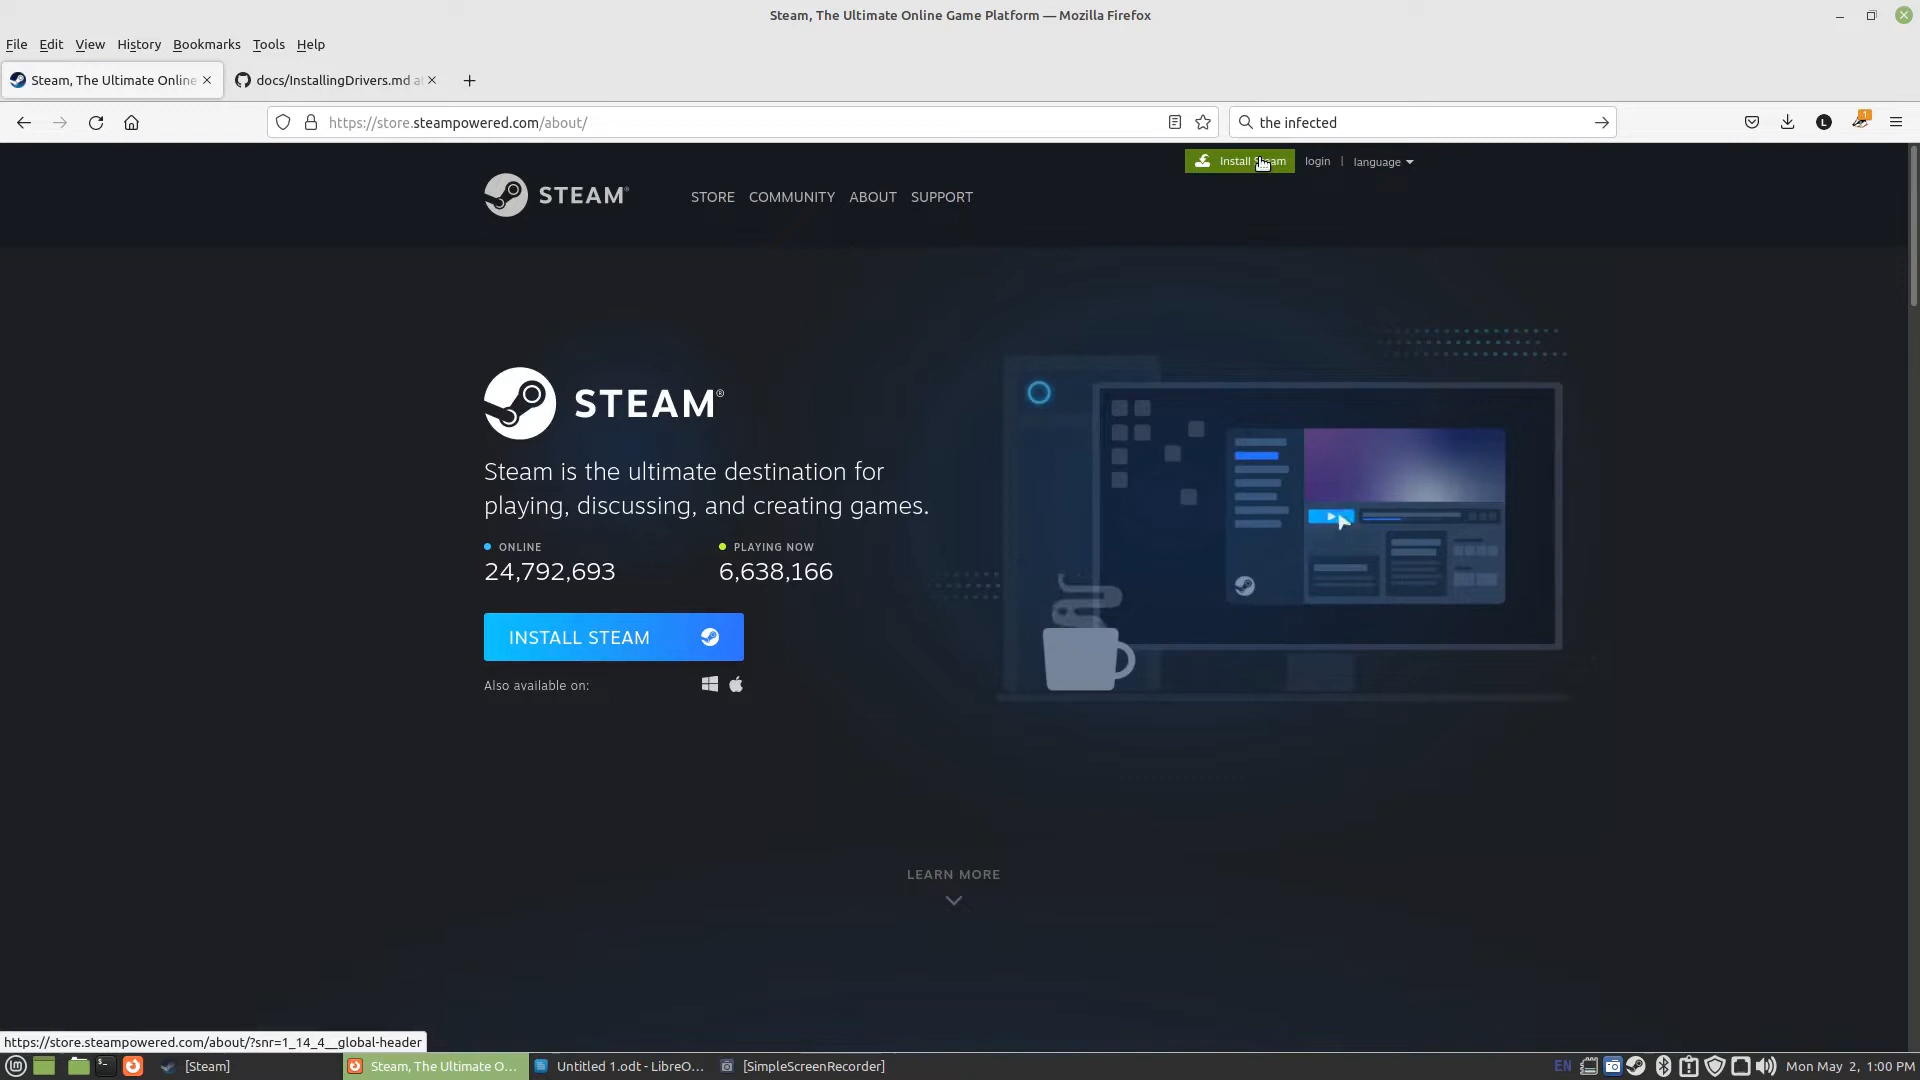 Steam, The Ultimate Online Game Platform — Mozilla Firefox
File Edit View History Bookmarks Tools Help
Steam, The Ultimate Online
docs/InstallingDrivers.md a
https://store.steampowered.com/about/
the infected
L
1
Install Steam
login
language
STEAM®
STORE COMMUNITY ABOUT SUPPORT
STEAM®
Steam is the ultimate destination for
playing, discussing, and creating games.
ONLINE
PLAYING NOW
24,792,693
6,638,166
INSTALL STEAM
Also available on:
LEARN MORE
https://store.steampowered.com/about/?snr=1_14_4__global-header
[Steam]
Steam, The Ultimate O...
Untitled 1.odt - LibreO...
[SimpleScreenRecorder]
EN
Mon May 2, 1:00 PM